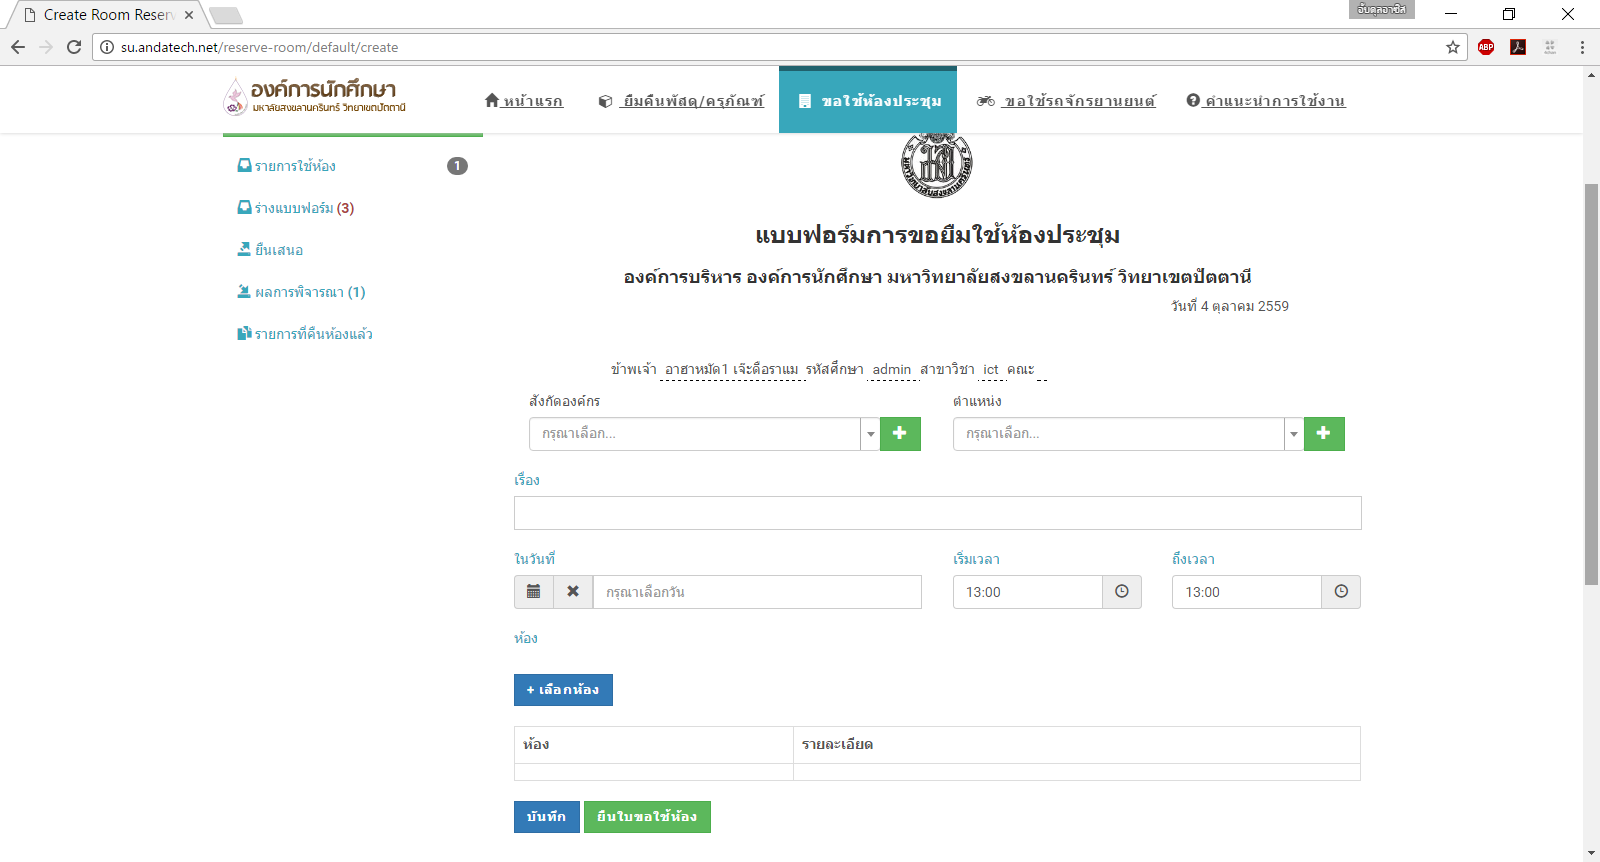 Create Room Reser
อับดุลอาซิส
su.andatech.net/reserve-room/default/create
ABP
องค์การนักศึกษา
มหาลัยสงขลานครินทร์ วิทยาเขตปัตตานี
หน้าแรก
ยืมคืนพัสดุ/ครุภัณฑ์
ขอใช้ห้องประชุม
ขอใช้รถจักรยานยนต์
คำแนะนำการใช้งาน
รายการใช้ห้อง 1
ร่างแบบฟอร์ม (3)
ยื่นเสนอ
ผลการพิจารณา (1)
รายการที่คืนห้องแล้ว
มหาวิทยาลัยสงขลานครินทร์
แบบฟอร์มการขอยืมใช้ห้องประชุม
องค์การบริหาร องค์การนักศึกษา มหาวิทยาลัยสงขลานครินทร์ วิทยาเขตปัตตานี
วันที่ 4 ตุลาคม 2559
ข้าพเจ้า อาฮาหมัด1 เจ๊ะดือราแม รหัสศึกษา admin สาขาวิชา ict คณะ
สังกัดองค์กร
ตำแหน่ง
กรุณาเลือก...
กรุณาเลือก...
เรื่อง
ในวันที่
เริ่มเวลา
ถึงเวลา
กรุณาเลือกวัน
13:00
13:00
ห้อง
+ เลือกห้อง
ห้อง
รายละเอียด
บันทึก
ยืนใบขอใช้ห้อง